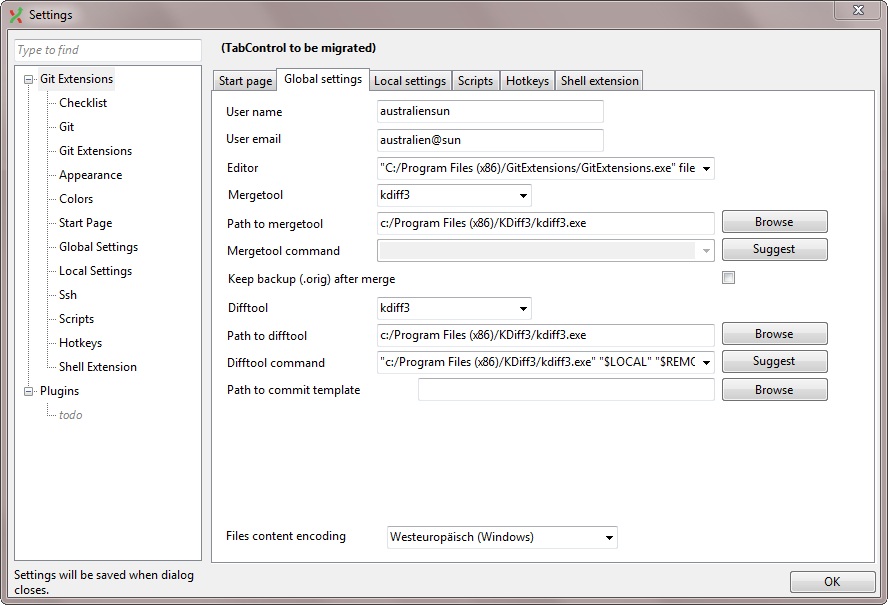 Settings
Type to find
(TabControl to be migrated)
Git Extensions
Checklist
Git
Git Extensions
Appearance
Colors
Start Page
Global Settings
Local Settings
Ssh
Scripts
Hotkeys
Shell Extension
Plugins
todo
Start page Global settings Local settings Scripts Hotkeys Shell extension
User name australiensun
User email australien@sun
Editor "C:/Program Files (x86)/GitExtensions/GitExtensions.exe" file
Mergetool kdiff3
Path to mergetool c:/Program Files (x86)/KDiff3/kdiff3.exe Browse
Mergetool command Suggest
Keep backup (.orig) after merge
Difftool kdiff3
Path to difftool c:/Program Files (x86)/KDiff3/kdiff3.exe Browse
Difftool command "c:/Program Files (x86)/KDiff3/kdiff3.exe" "$LOCAL" "$REMO Suggest
Path to commit template Browse
Files content encoding Westeuropäisch (Windows)
Settings will be saved when dialog
closes.
OK